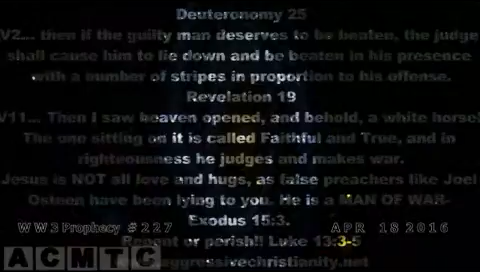 Deuteronomy 25
V2.... then if the guilty man deserves to be beaten, the judge
shall cause him to lie down and be beaten in his presence
with a number of stripes in proportion to his offense.
Revelation 19
V11... Then I saw heaven opened, and behold, a white horse!
The one sitting on it is called Faithful and True, and in
righteousness he judges and makes war.
Jesus is NOT all love and hugs, as false preachers like Joel
Osteen have been lying to you. He is a MAN OF WAR-
Exodus 15:3.
WW3 Prophecy #227 APR 18 2016
Repent or perish!! Luke 13:3-5
ACMTC
aggressivechristianity.net